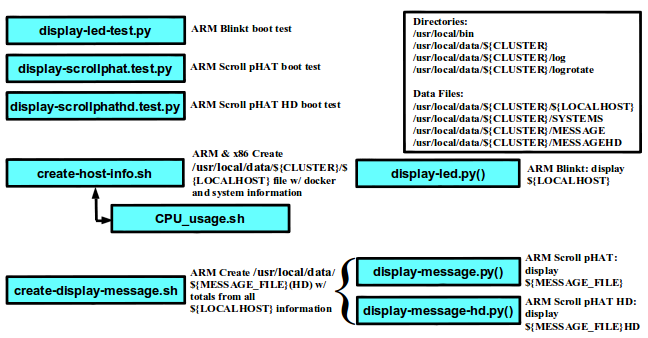 display-led-test.py
ARM Blinkt boot test
display-scrollphat.test.py
ARM Scroll pHAT boot test
display-scrollphathd.test.py
ARM Scroll pHAT HD boot test
Directories:
/usr/local/bin
/usr/local/data/${CLUSTER}
/usr/local/data/${CLUSTER}/log
/usr/local/data/${CLUSTER}/logrotate
Data Files:
/usr/local/data/${CLUSTER}/${LOCALHOST}
/usr/local/data/${CLUSTER}/SYSTEMS
/usr/local/data/${CLUSTER}/MESSAGE
/usr/local/data/${CLUSTER}/MESSAGEHD
create-host-info.sh
ARM & x86 Create
/usr/local/data/${CLUSTER}/$
{LOCALHOST} file w/ docker
and system information
display-led.py()
ARM Blinkt: display
${LOCALHOST}
CPU_usage.sh
create-display-message.sh
ARM Create /usr/local/data/
${MESSAGE_FILE}(HD) w/
totals from all
${LOCALHOST} information
display-message.py()
ARM Scroll pHAT:
display
${MESSAGE_FILE}
display-message-hd.py()
ARM Scroll pHAT HD:
display
${MESSAGE_FILE}HD